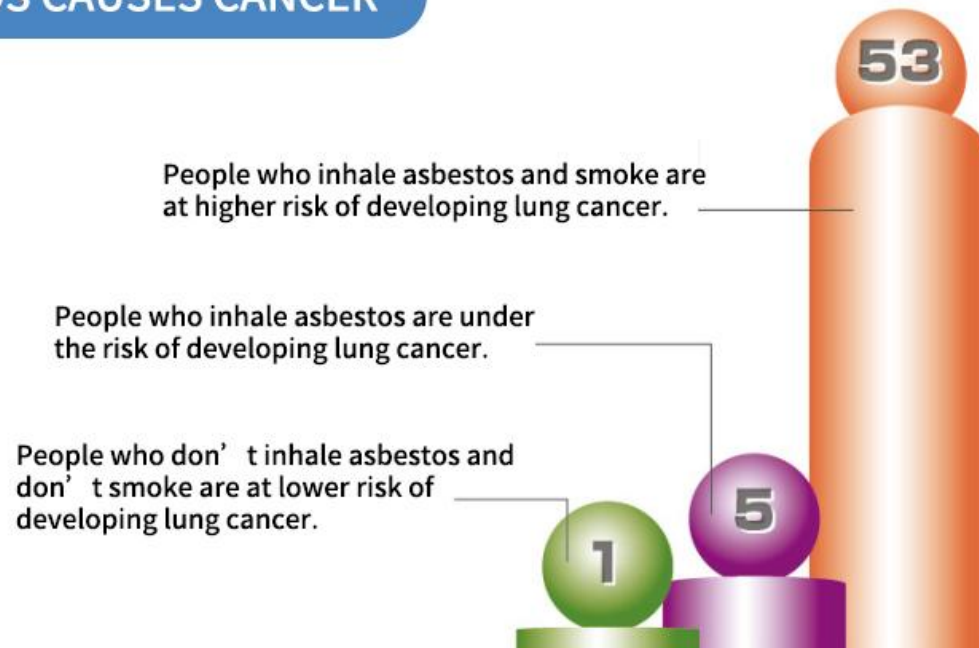 CAUSES CANCER
53
People who inhale asbestos and smoke are
at higher risk of developing lung cancer.
People who inhale asbestos are under
the risk of developing lung cancer.
5
People who don’ t inhale asbestos and
don’ t smoke are at lower risk of
developing lung cancer.
1